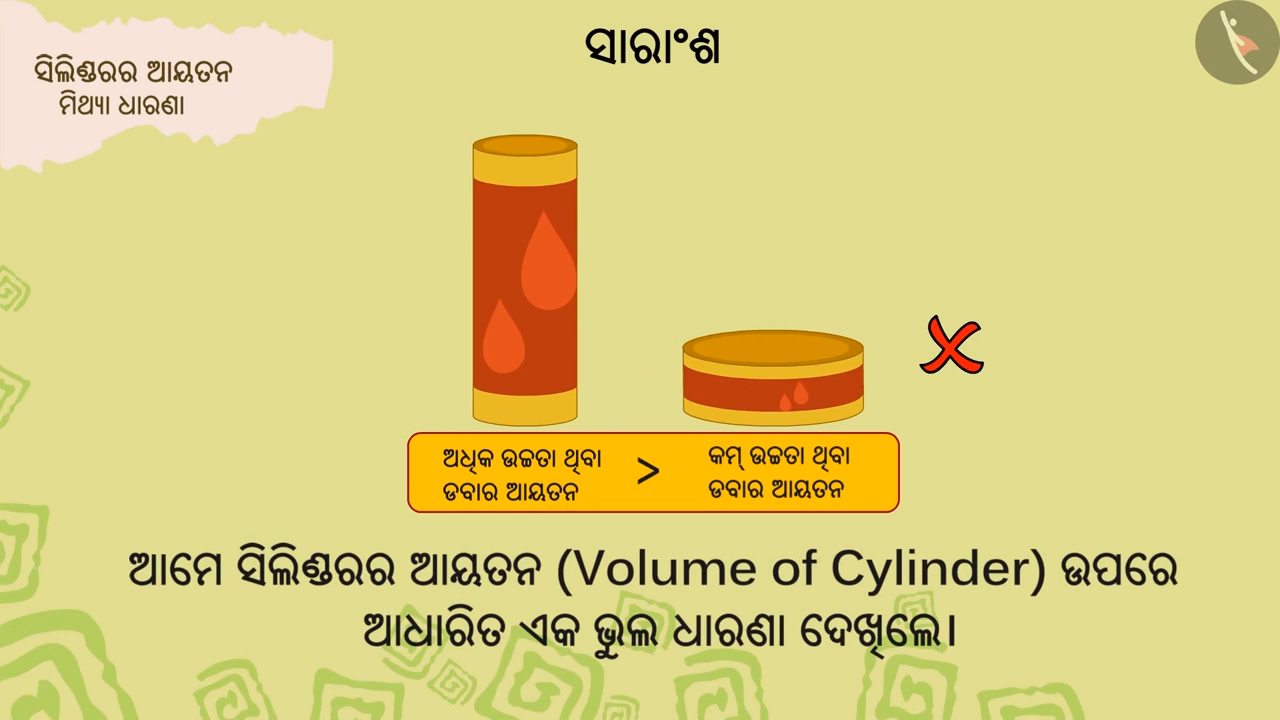 ସାରାଂଶ
ସିଲିଣ୍ଡରର ଆୟତନ
ମିଥ୍ୟା ଧାରଣା
ଅଧିକ ଉଚ୍ଚତା ଥିବା
ଡବାର ଆୟତନ
>
କମ୍ ଉଚ୍ଚତା ଥିବା
ଡବାର ଆୟତନ
ଆମେ ସିଲିଣ୍ଡରର ଆୟତନ (Volume of Cylinder) ଉପରେ
ଆଧାରିତ ଏକ ଭୁଲ ଧାରଣା ଦେଖିଲେ।